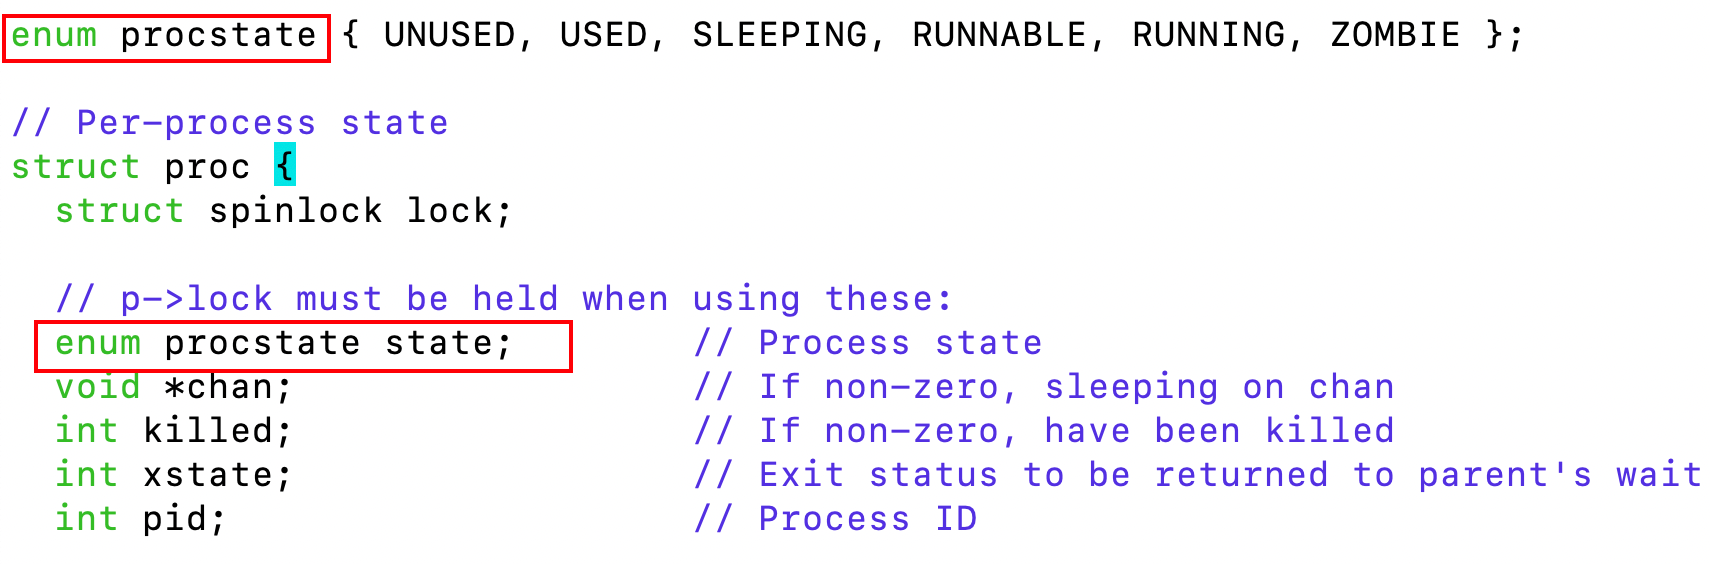 enum procstate { UNUSED, USED, SLEEPING, RUNNABLE, RUNNING, ZOMBIE };
// Per-process state
struct proc {
struct spinlock lock;
// p->lock must be held when using these:
enum procstate state; // Process state
void *chan; // If non-zero, sleeping on chan
int killed; // If non-zero, have been killed
int xstate; // Exit status to be returned to parent's wait
int pid; // Process ID